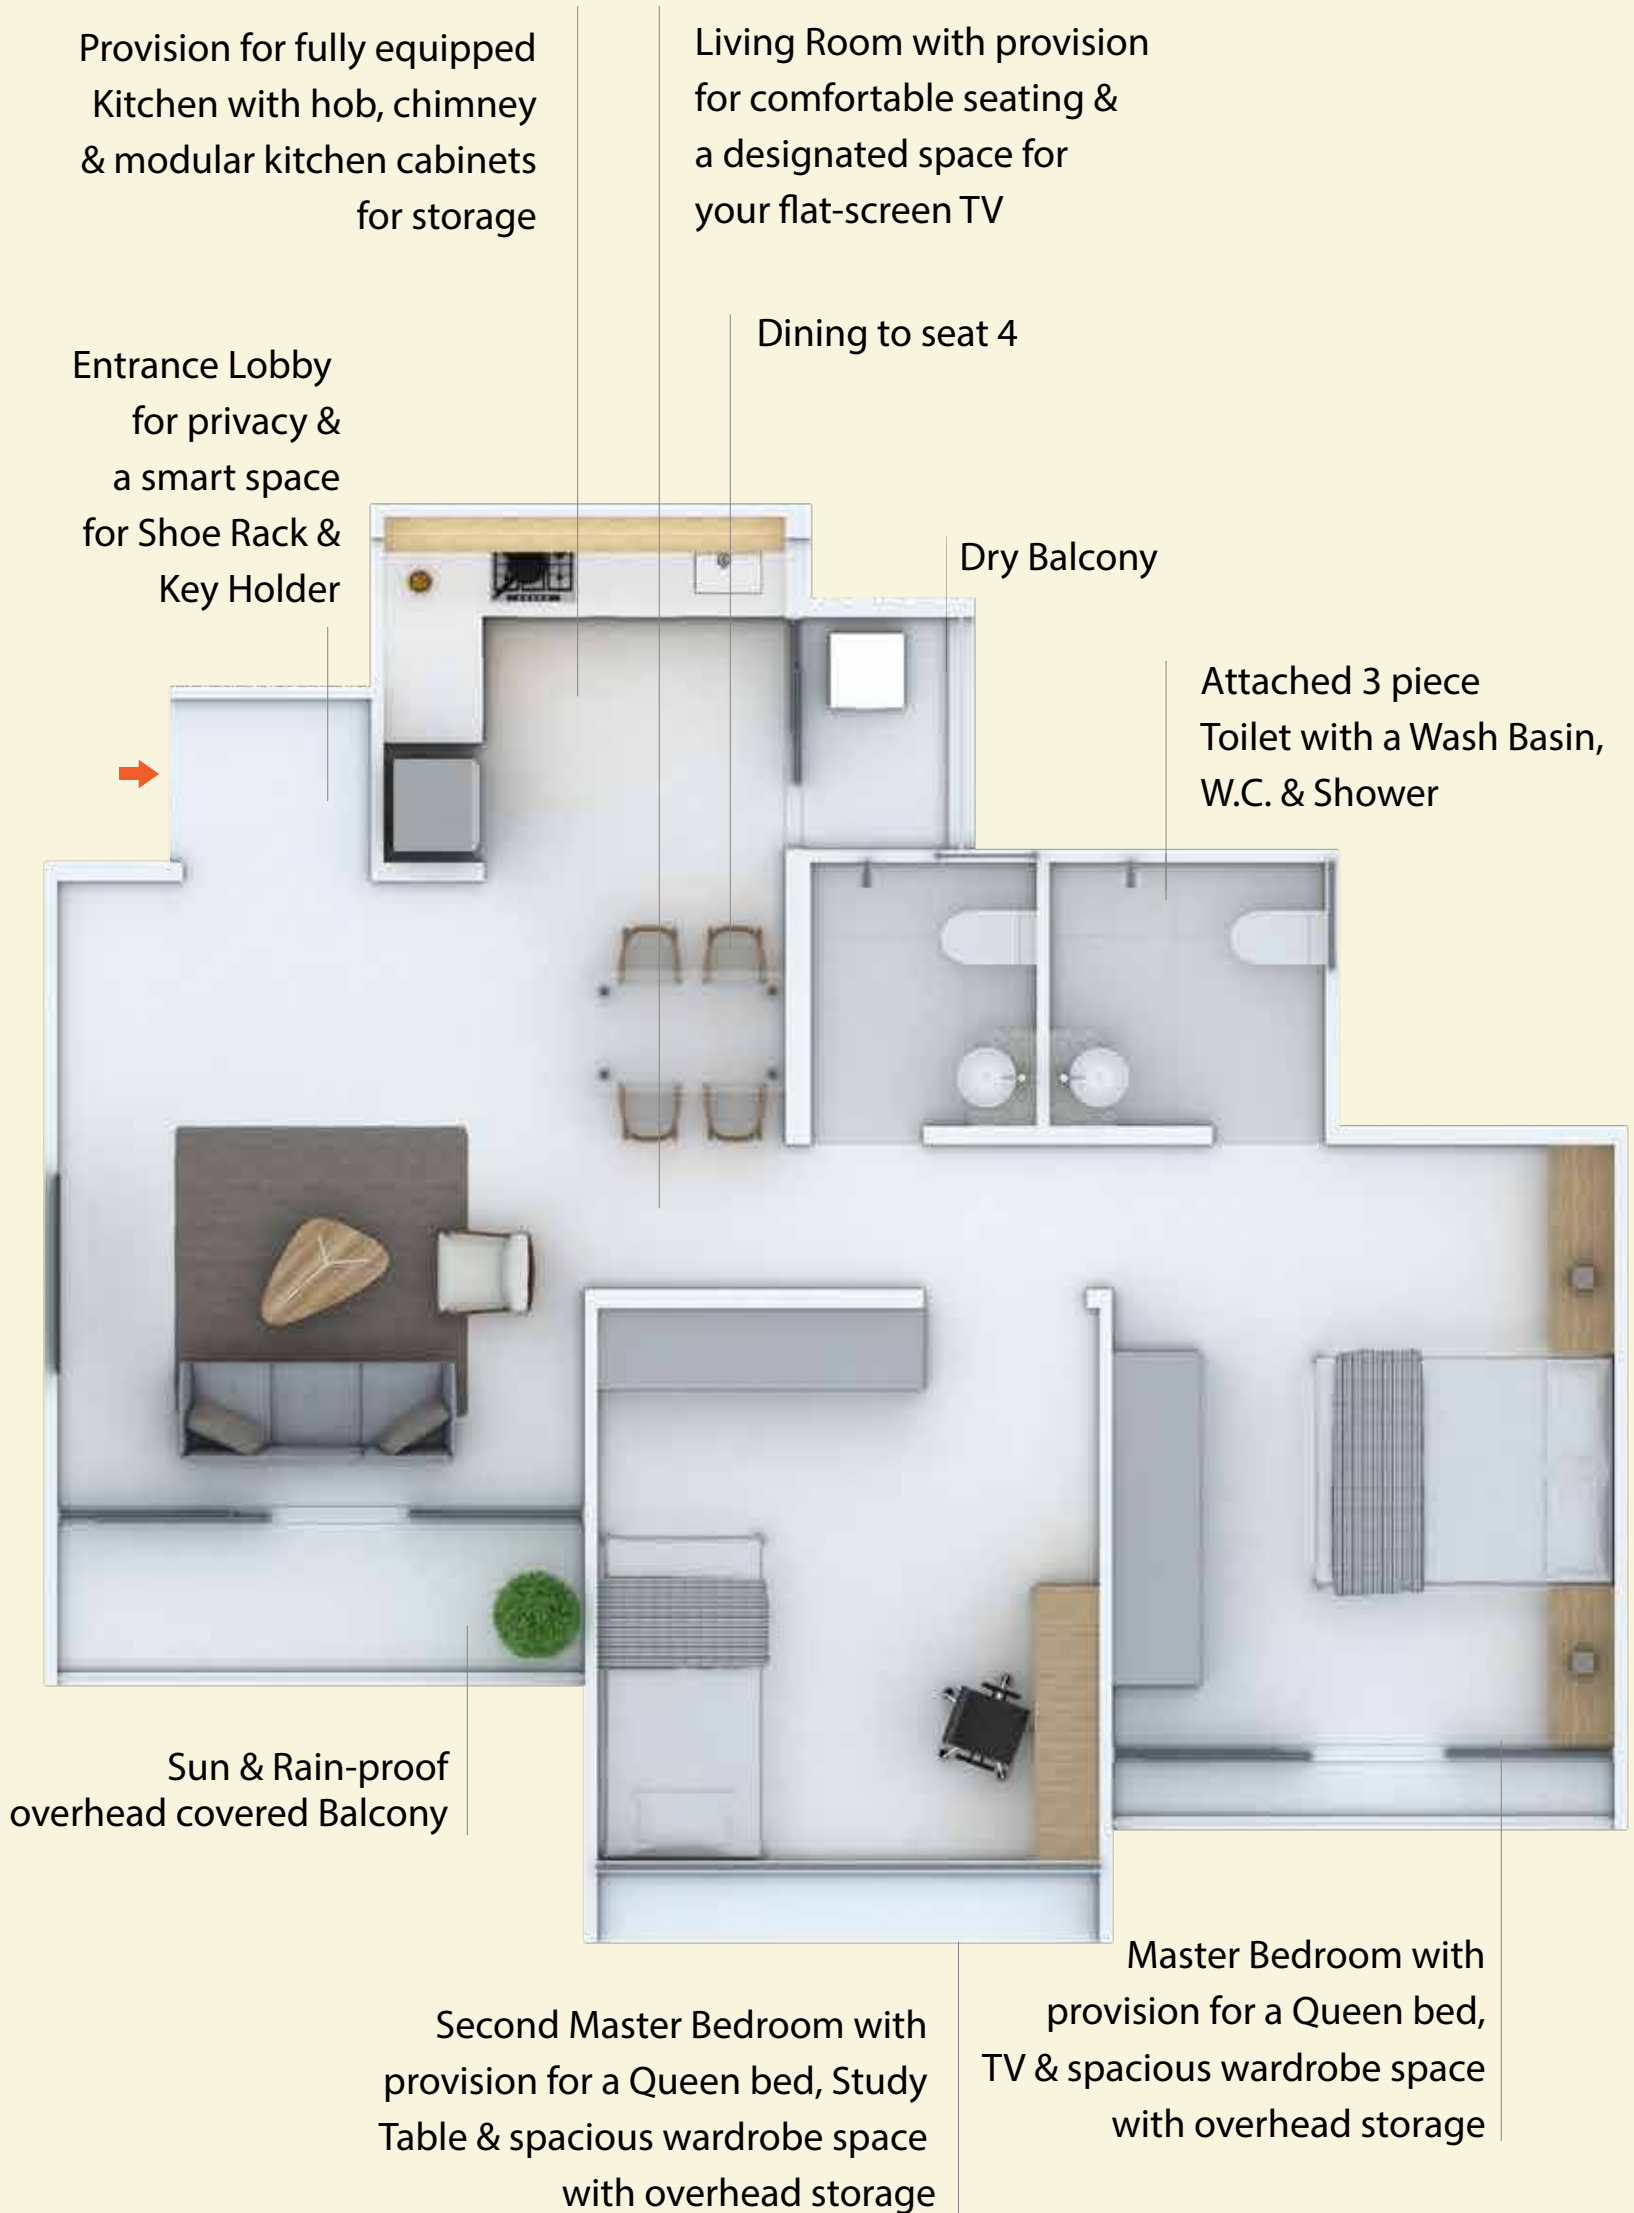 Provision for fully equipped
Kitchen with hob, chimney
& modular kitchen cabinets
for storage
Living Room with provision
for comfortable seating &
a designated space for
your flat-screen TV
Dining to seat 4
Entrance Lobby
for privacy &
a smart space
for Shoe Rack &
Key Holder
Dry Balcony
Attached 3 piece
Toilet with a Wash Basin,
W.C. & Shower
Sun & Rain-proof
overhead covered Balcony
Second Master Bedroom with
provision for a Queen bed, Study
Table & spacious wardrobe space
with overhead storage
Master Bedroom with
provision for a Queen bed,
TV & spacious wardrobe space
with overhead storage